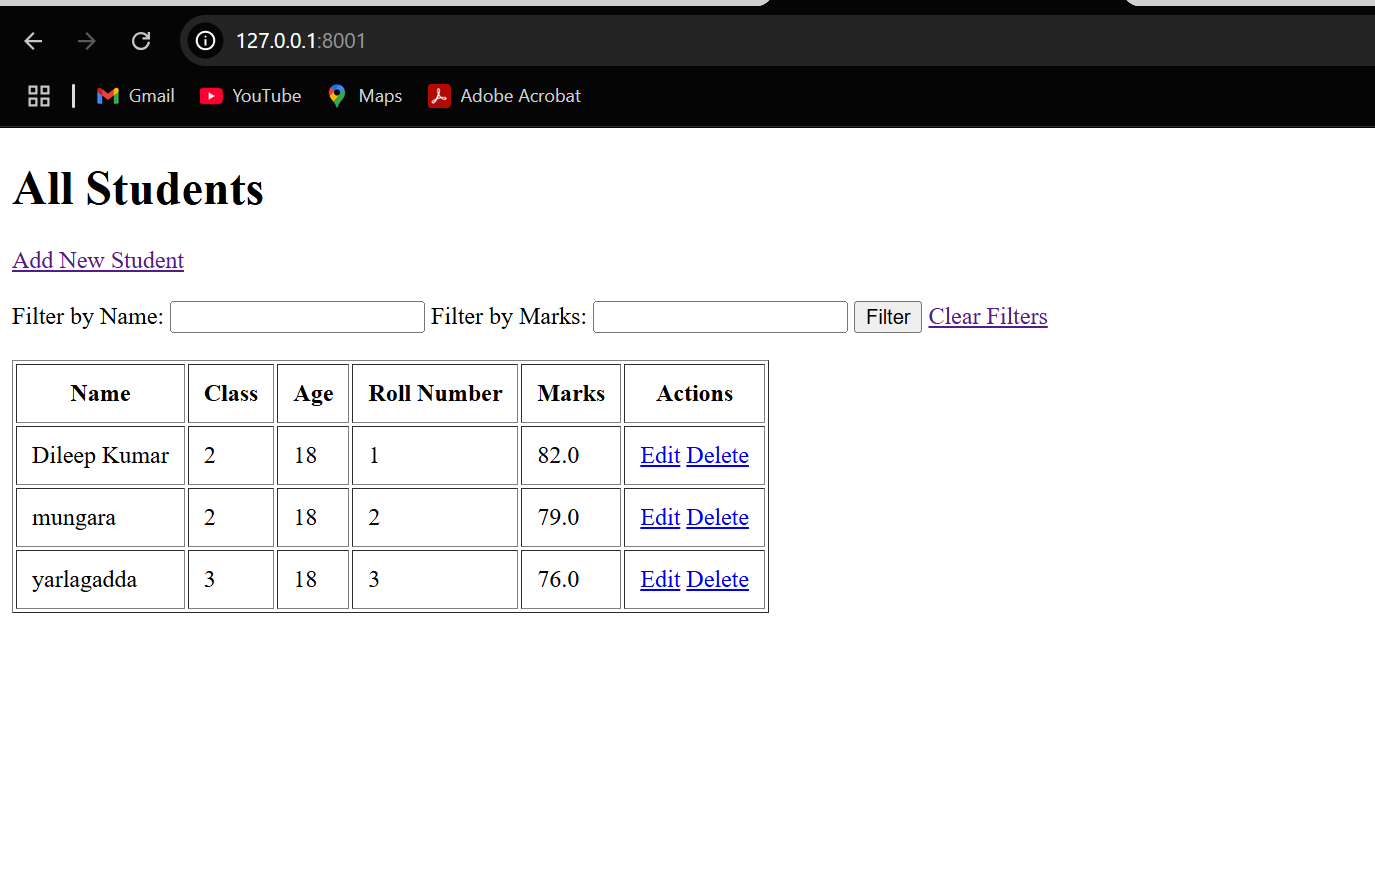 127.0.0.1:8001
Gmail YouTube Maps Adobe Acrobat
All Students
Add New Student
Filter by Name: Filter by Marks: Filter Clear Filters
Name Class Age Roll Number Marks Actions
Dileep Kumar 2 18 1 82.0 Edit Delete
mungara 2 18 2 79.0 Edit Delete
yarlagadda 3 18 3 76.0 Edit Delete